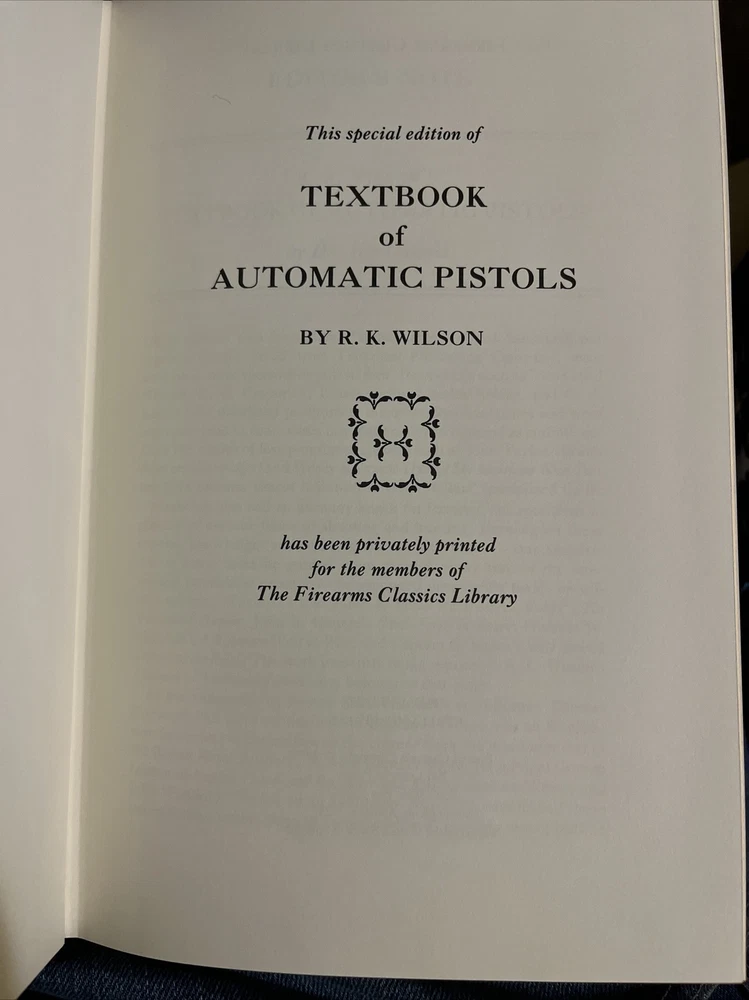 This special edition of
TEXTBOOK
of
AUTOMATIC PISTOLS
BY R. K. WILSON
has been privately printed
for the members of
The Firearms Classics Library